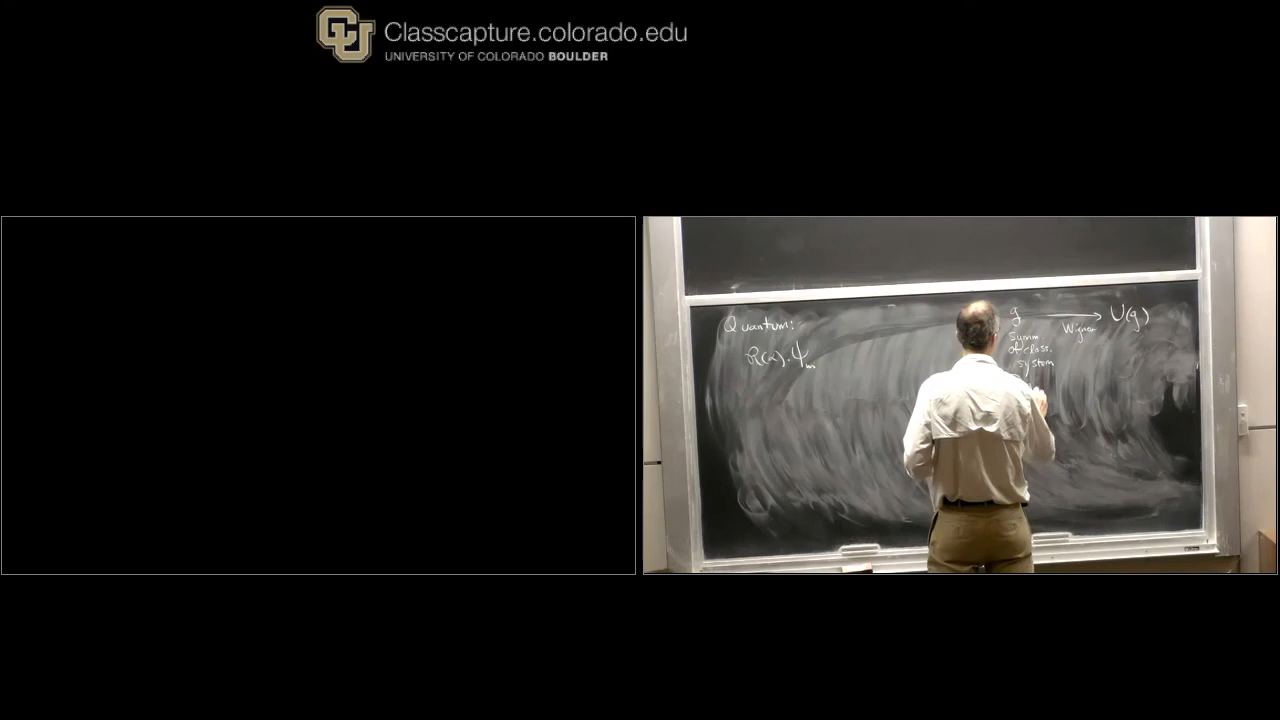 Classcapture.colorado.edu
UNIVERSITY OF COLORADO BOULDER
Quantum:
R(α).ψₘ
g → U(g)
Wigner
symm.
of class.
system